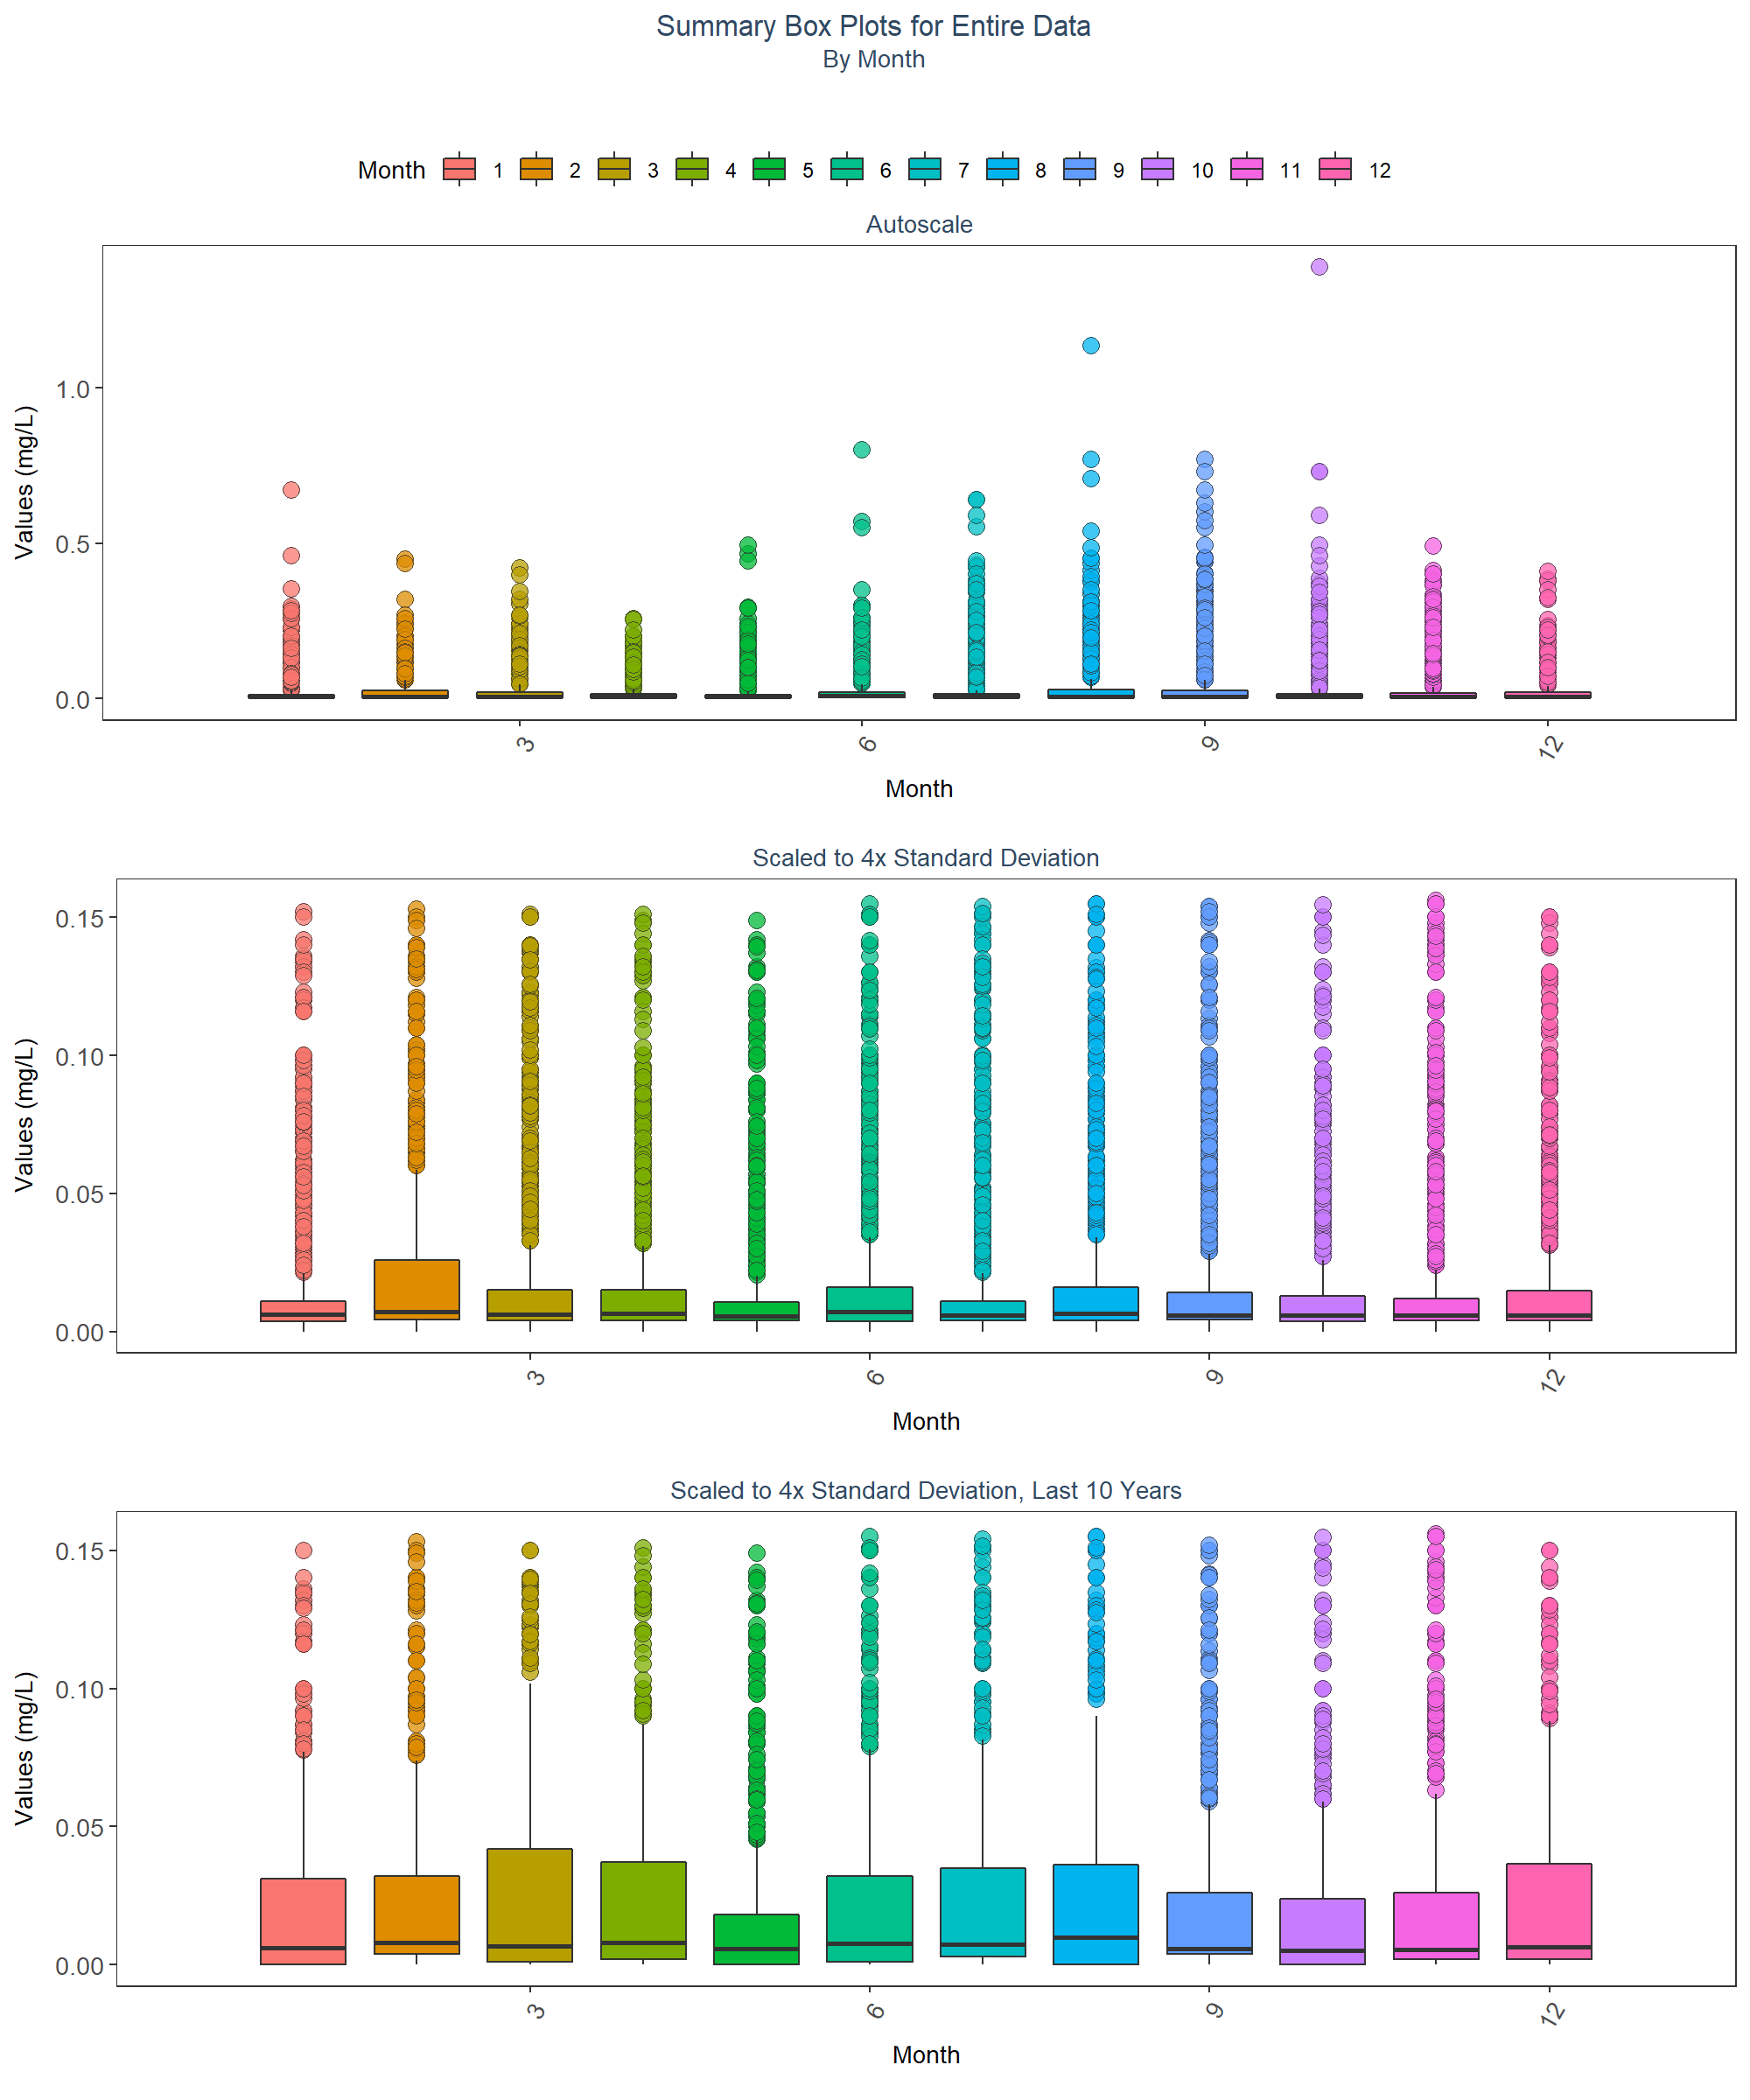 Summary Box Plots for Entire Data
By Month
Month 1 2 3 4 5 6 7 8 9 10 11 12
Autoscale
Values (mg/L)
1.0
0.5
0.0
3 6 9 12
Month
Scaled to 4x Standard Deviation
Values (mg/L)
0.15
0.10
0.05
0.00
3 6 9 12
Month
Scaled to 4x Standard Deviation, Last 10 Years
Values (mg/L)
0.15
0.10
0.05
0.00
3 6 9 12
Month